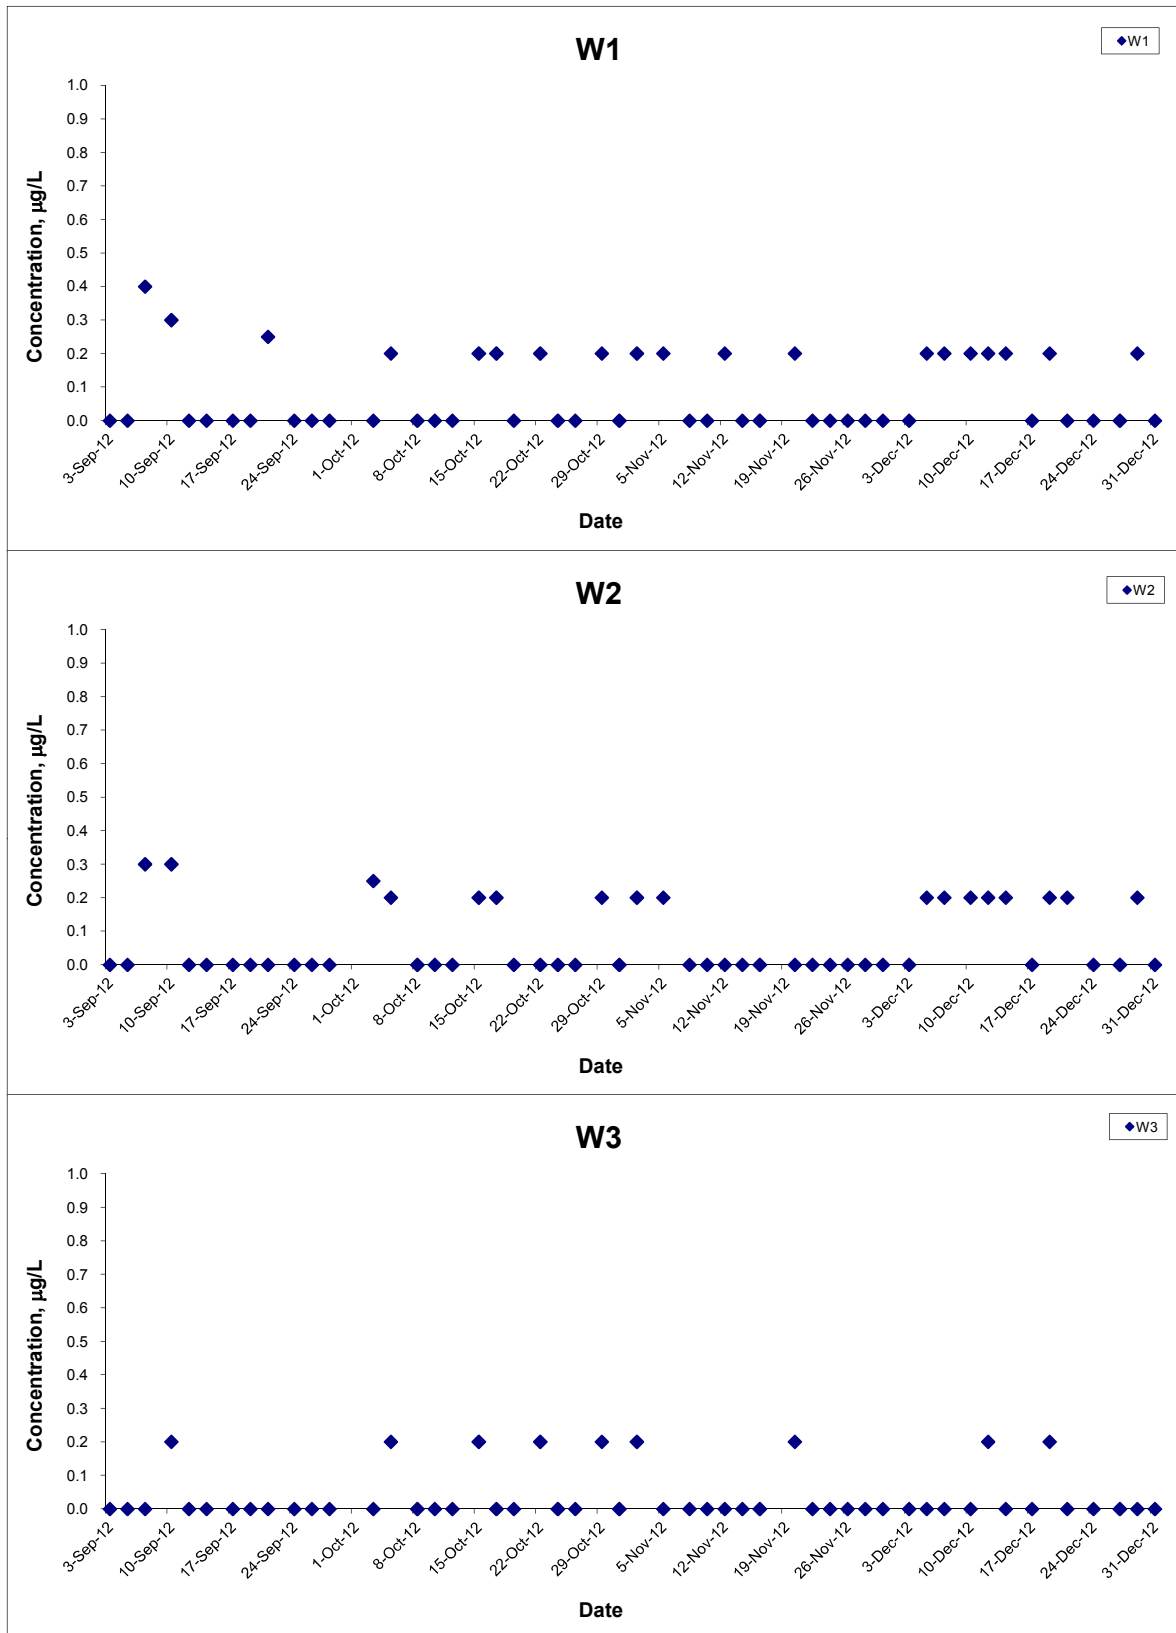 W1
W1
1.0
0.9
0.8
0.7
0.6
0.5
0.4
0.3
0.2
0.1
0.0
Concentration, µg/L
3-Sep-12
10-Sep-12
17-Sep-12
24-Sep-12
1-Oct-12
8-Oct-12
15-Oct-12
22-Oct-12
29-Oct-12
5-Nov-12
12-Nov-12
19-Nov-12
26-Nov-12
3-Dec-12
10-Dec-12
17-Dec-12
24-Dec-12
31-Dec-12
Date
W2
W2
1.0
0.9
0.8
0.7
0.6
0.5
0.4
0.3
0.2
0.1
0.0
Concentration, µg/L
3-Sep-12
10-Sep-12
17-Sep-12
24-Sep-12
1-Oct-12
8-Oct-12
15-Oct-12
22-Oct-12
29-Oct-12
5-Nov-12
12-Nov-12
19-Nov-12
26-Nov-12
3-Dec-12
10-Dec-12
17-Dec-12
24-Dec-12
31-Dec-12
Date
W3
W3
1.0
0.9
0.8
0.7
0.6
0.5
0.4
0.3
0.2
0.1
0.0
Concentration, µg/L
3-Sep-12
10-Sep-12
17-Sep-12
24-Sep-12
1-Oct-12
8-Oct-12
15-Oct-12
22-Oct-12
29-Oct-12
5-Nov-12
12-Nov-12
19-Nov-12
26-Nov-12
3-Dec-12
10-Dec-12
17-Dec-12
24-Dec-12
31-Dec-12
Date